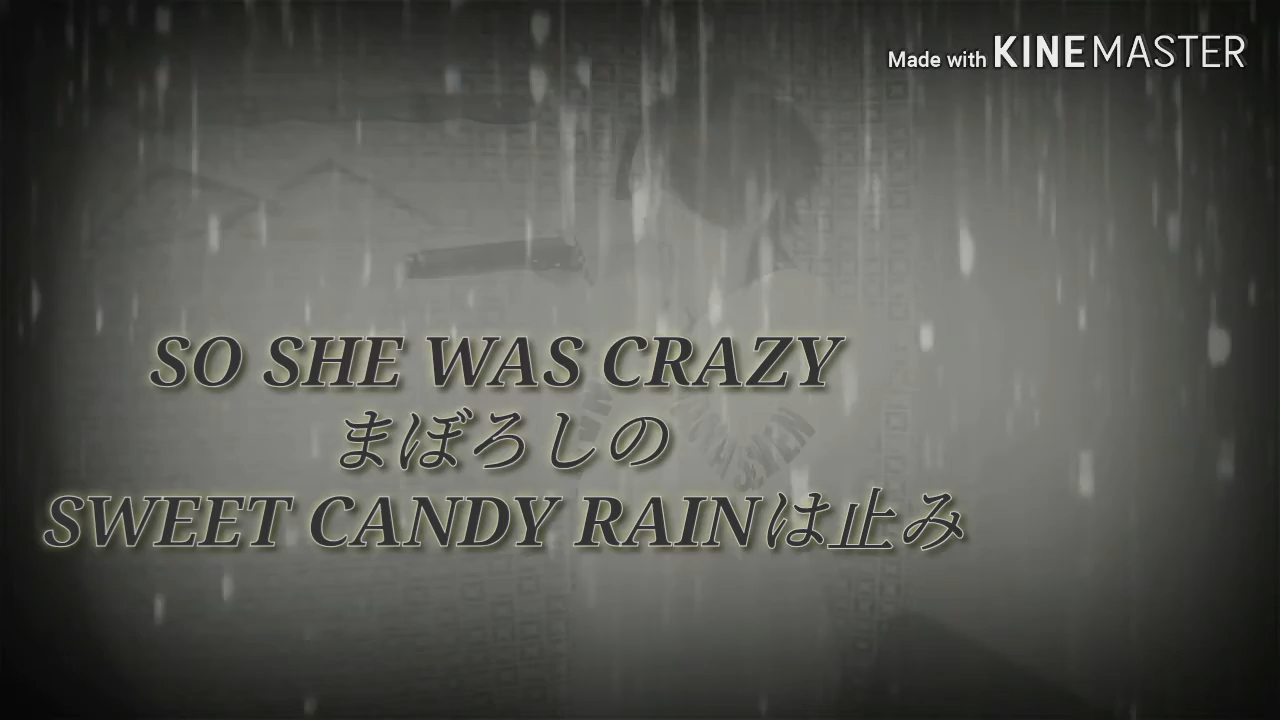 Made with KINEMASTER
SO SHE WAS CRAZY
まぼろしの
SWEET CANDY RAINは止み